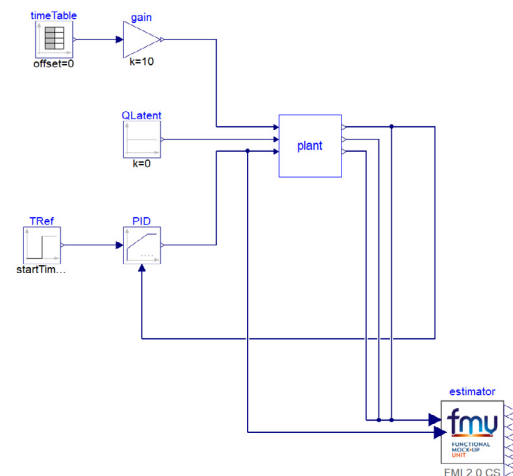 timeTable
offset=0
gain
k=10
QLatent
k=0
plant
TRef
startTim...
PID
estimator
fmu
FUNCTIONAL
MOCK-UP
UNIT
FMI 2.0 CS